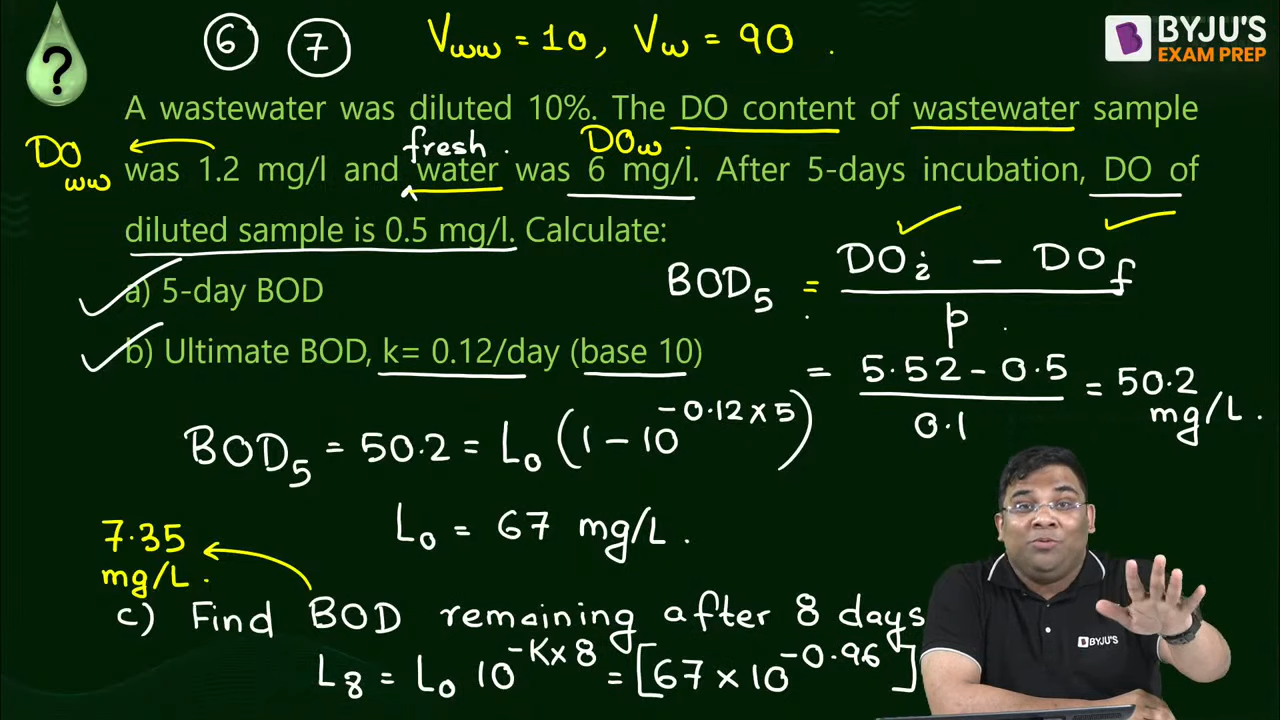 6 7 Vww = 10, Vw = 90 .
BYJU'S
EXAM PREP
?
A wastewater was diluted 10%. The DO content of wastewater sample
DOww fresh . DOw
was 1.2 mg/l and water was 6 mg/l. After 5-days incubation, DO of
diluted sample is 0.5 mg/l. Calculate:
BOD5 = DOi - DOf
p
a) 5-day BOD
b) Ultimate BOD, k= 0.12/day (base 10)
= 5.52 - 0.5 = 50.2
0.1 mg/L.
BOD5 = 50.2 = L0 (1 - 10^-0.12×5)
L0 = 67 mg/L.
7.35
mg/L.
c) Find BOD remaining after 8 days
L8 = L0 10^-K×8 = [67 × 10^-0.96]
BYJU'S